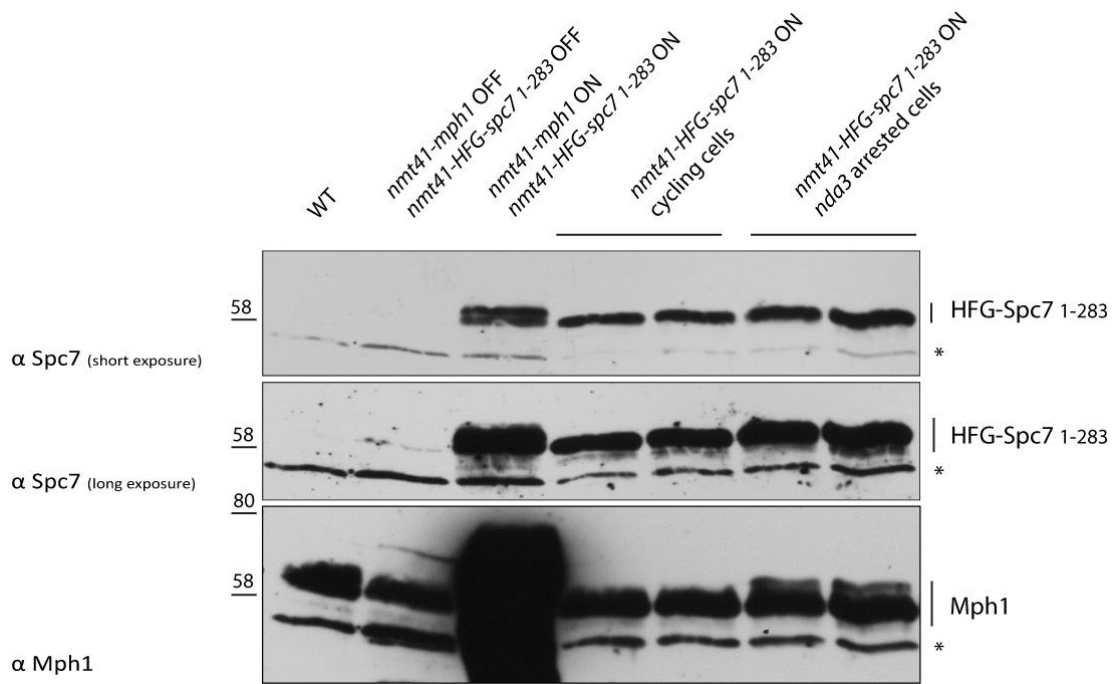 WT
nmt41-mph1 OFF
nmt41-HFG-spc7 1-283 OFF
nmt41-mph1 ON
nmt41-HFG-spc7 1-283 ON
nmt41-HFG-spc7 1-283 ON
cycling cells
nmt41-HFG-spc7 1-283 ON
nda3 arrested cells
58
HFG-Spc7 1-283
α Spc7 (short exposure)
*
58
HFG-Spc7 1-283
α Spc7 (long exposure)
*
80
58
Mph1
*
α Mph1